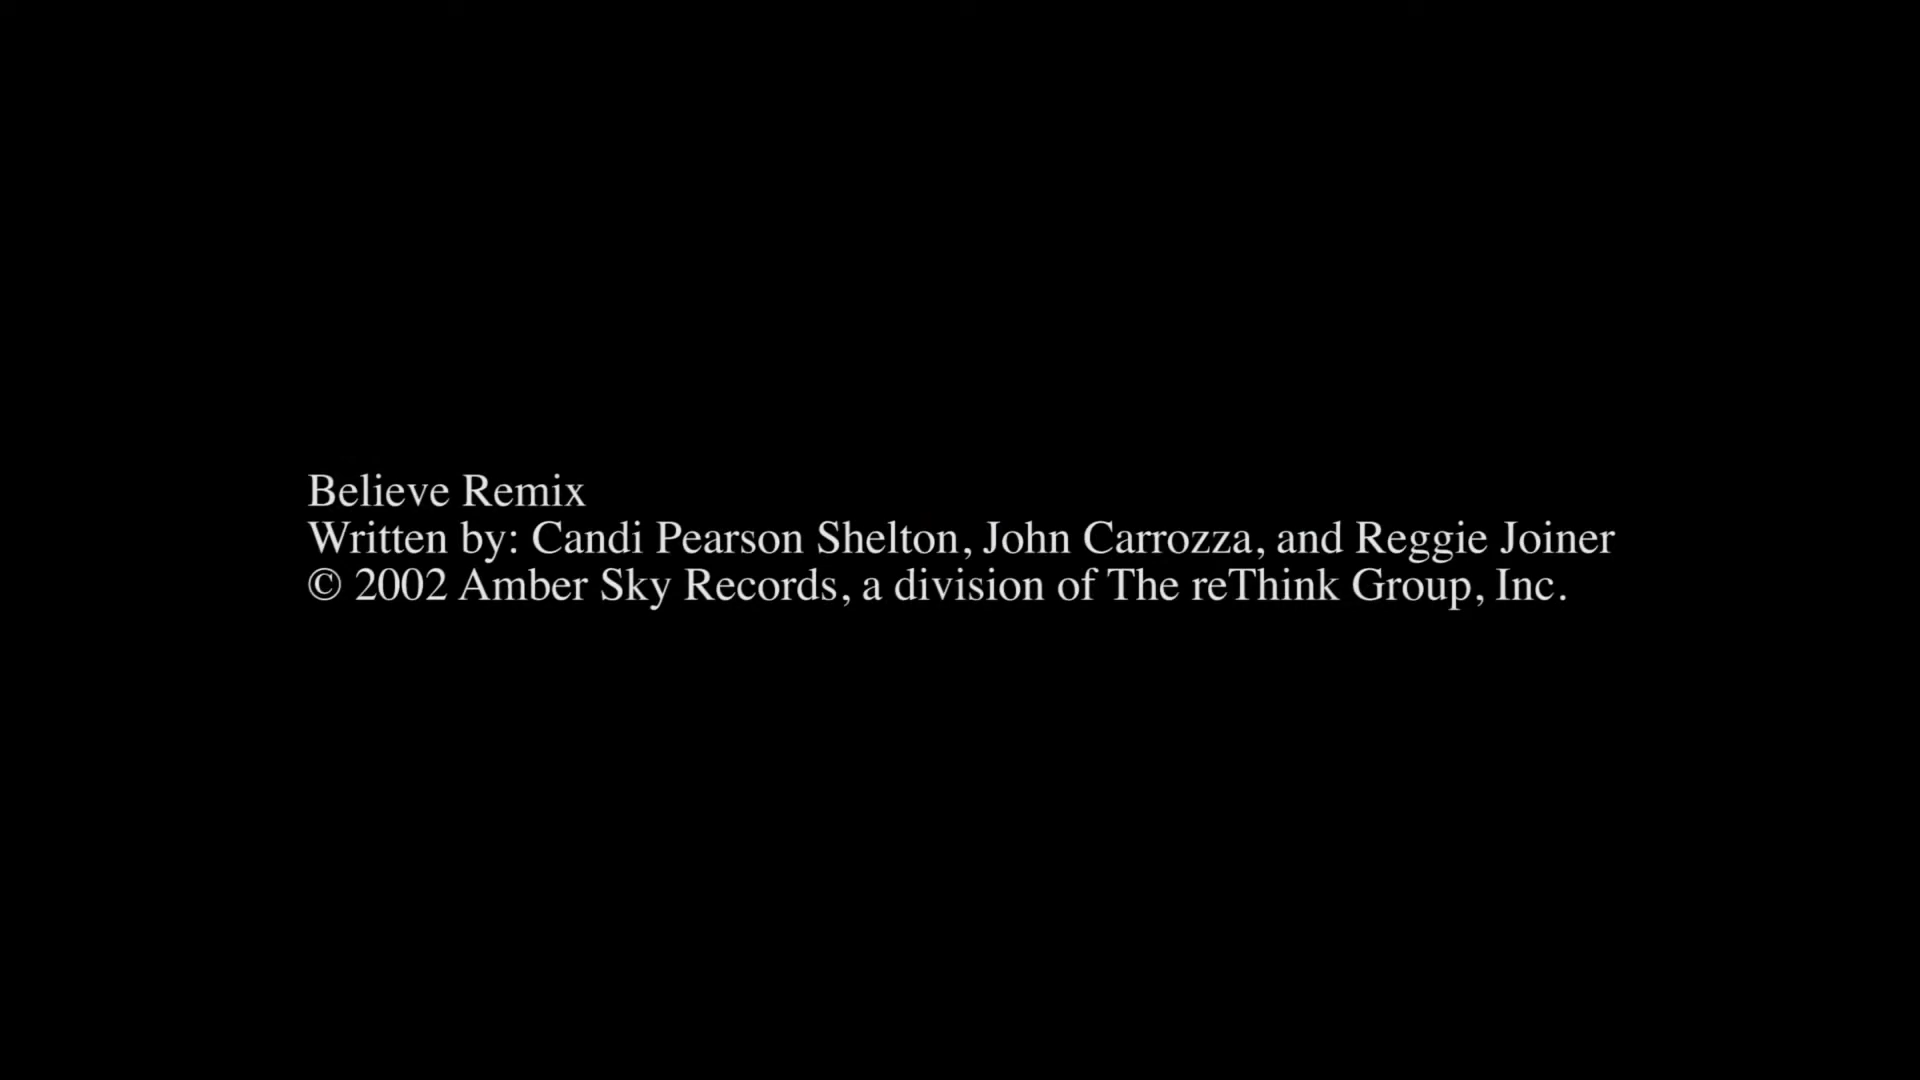 Believe Remix
Written by: Candi Pearson Shelton, John Carrozza, and Reggie Joiner
© 2002 Amber Sky Records, a division of The reThink Group, Inc.